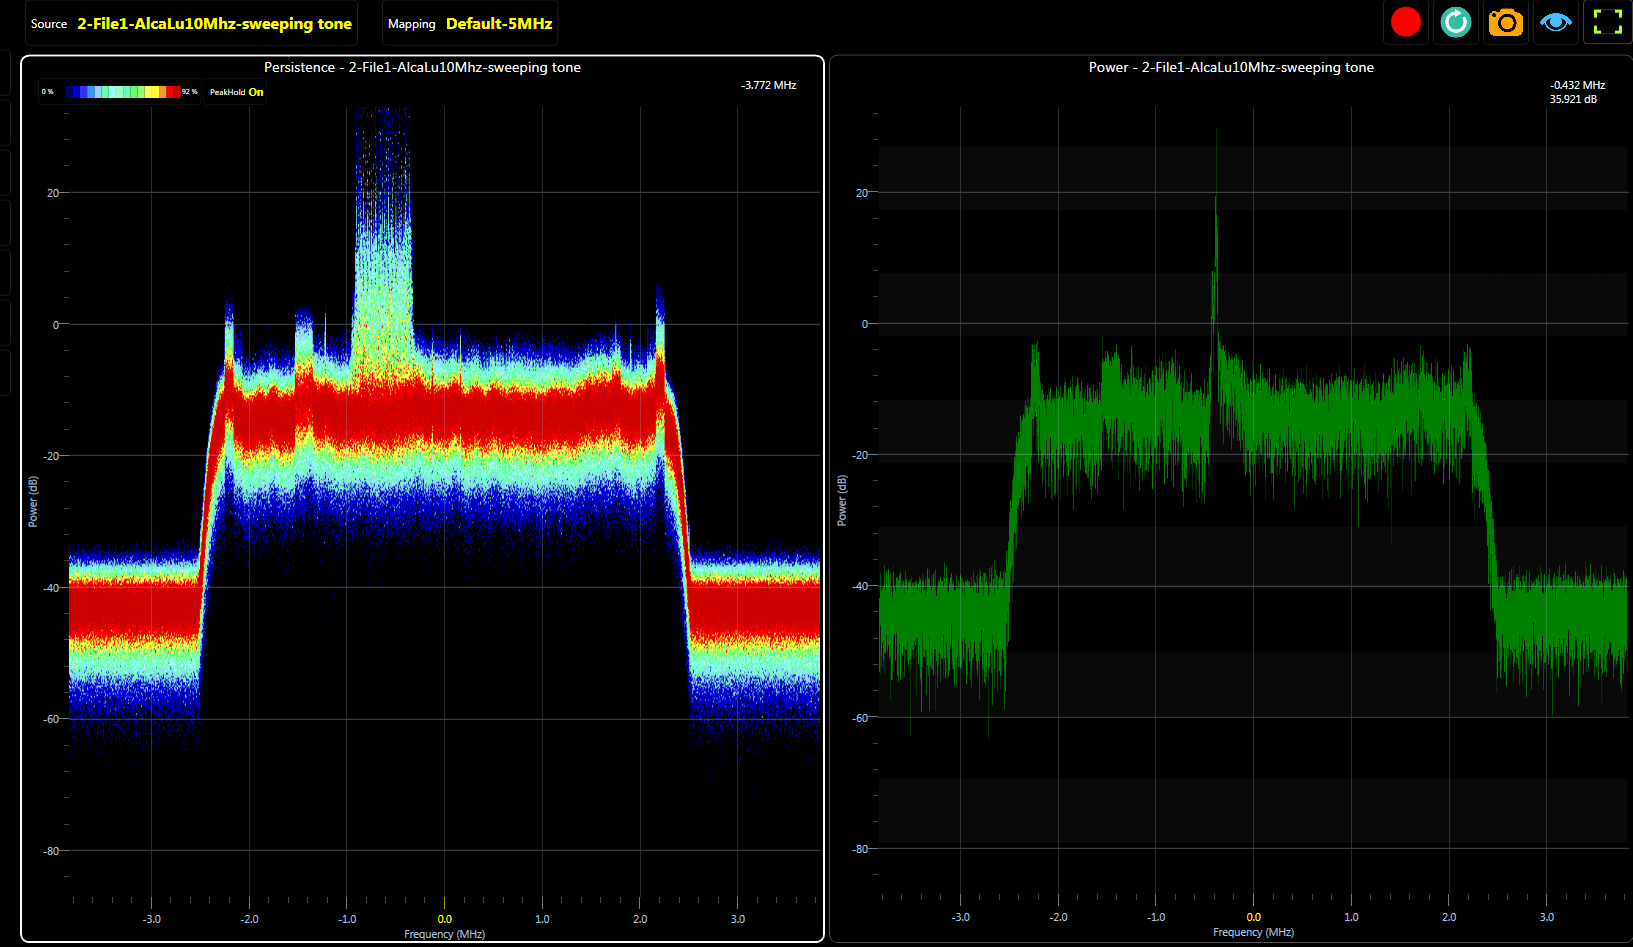 Source 2-File1-AlcaLu10Mhz-sweeping tone
Mapping Default-5MHz
Persistence - 2-File1-AlcaLu10Mhz-sweeping tone
0 % 92 % PeakHold On
-3.772 MHz
20
0
-20
-40
-60
-80
Power (dB)
-3.0 -2.0 -1.0 0.0 1.0 2.0 3.0
Frequency (MHz)
Power - 2-File1-AlcaLu10Mhz-sweeping tone
-0.432 MHz
35.921 dB
20
0
-20
-40
-60
-80
Power (dB)
-3.0 -2.0 -1.0 0.0 1.0 2.0 3.0
Frequency (MHz)